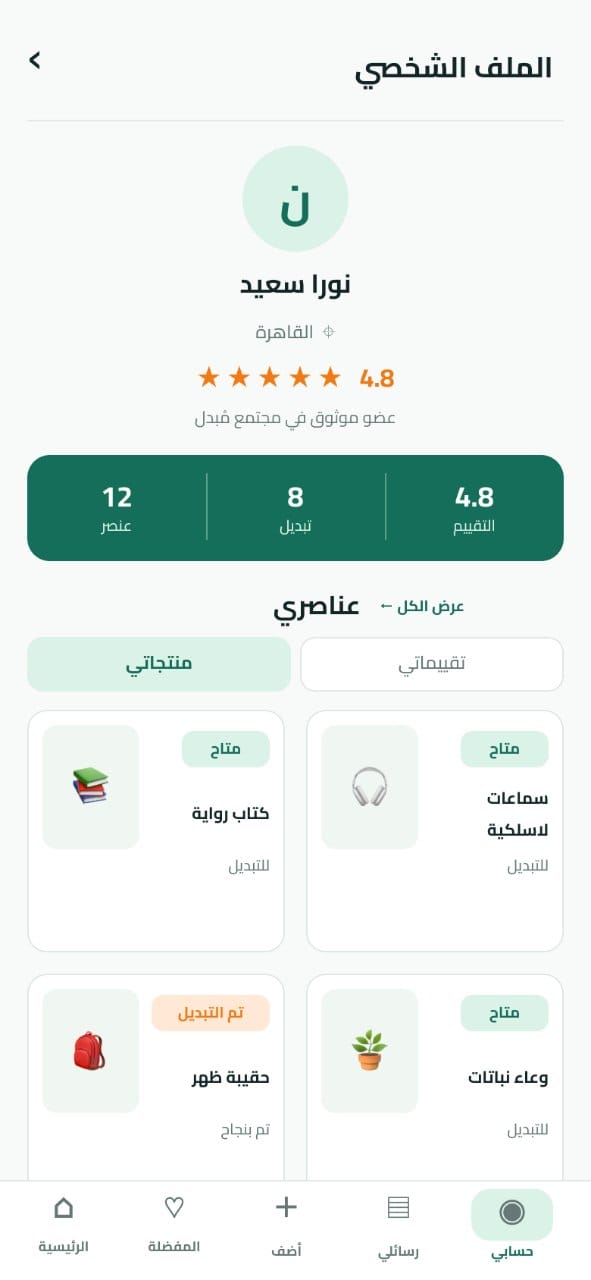 الملف الشخصي
ن
نورا سعيد
القاهرة
4.8 ★ ★ ★ ★ ★
عضو موثوق في مجتمع مُبدل
4.8
التقييم
8
تبديل
12
عنصر
عرض الكل ←
عناصري
تقييماتي
منتجاتي
متاح
سماعات
لاسلكية
للتبديل
متاح
كتاب رواية
للتبديل
متاح
وعاء نباتات
للتبديل
تم التبديل
حقيبة ظهر
تم بنجاح
حسابي
رسائلي
أضف
المفضلة
الرئيسية